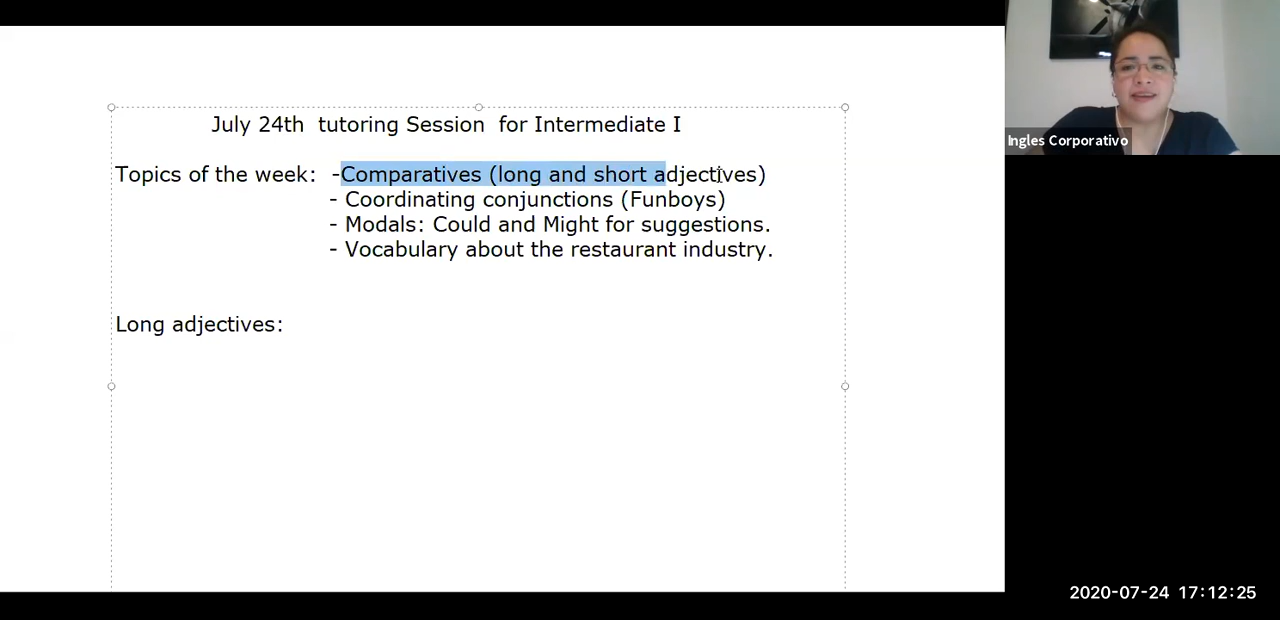 July 24th tutoring Session for Intermediate I
Topics of the week: -Comparatives (long and short adjectives)
- Coordinating conjunctions (Funboys)
- Modals: Could and Might for suggestions.
- Vocabulary about the restaurant industry.
Long adjectives:
Ingles Corporativo
2020-07-24 17:12:25